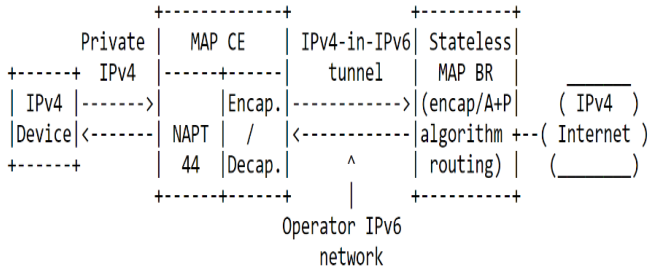 Private MAP CE IPv4-in-IPv6 Stateless
IPv4 tunnel MAP BR
IPv4 Encap. (encap/A+P ( IPv4 )
Device NAPT / algorithm ( Internet )
44 Decap. ^ routing) (_______)
Operator IPv6
network